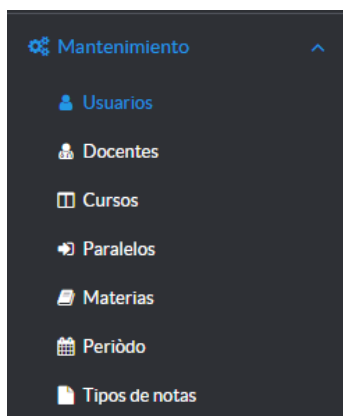 Mantenimiento
Usuarios
Docentes
Cursos
Paralelos
Materias
Periòdo
Tipos de notas